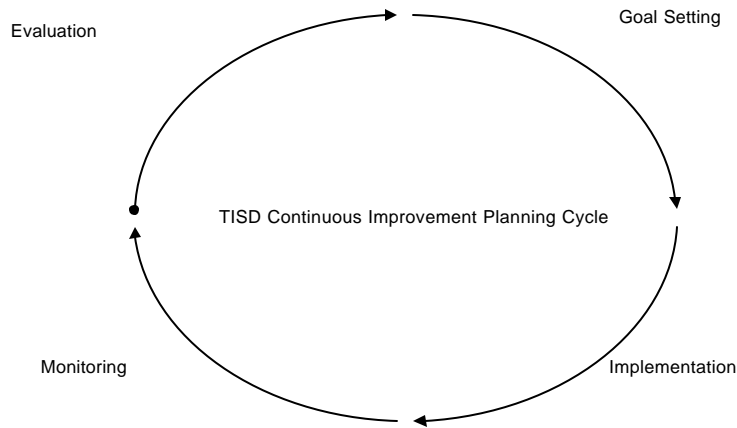 Evaluation
Goal Setting
TISD Continuous Improvement Planning Cycle
Monitoring
Implementation